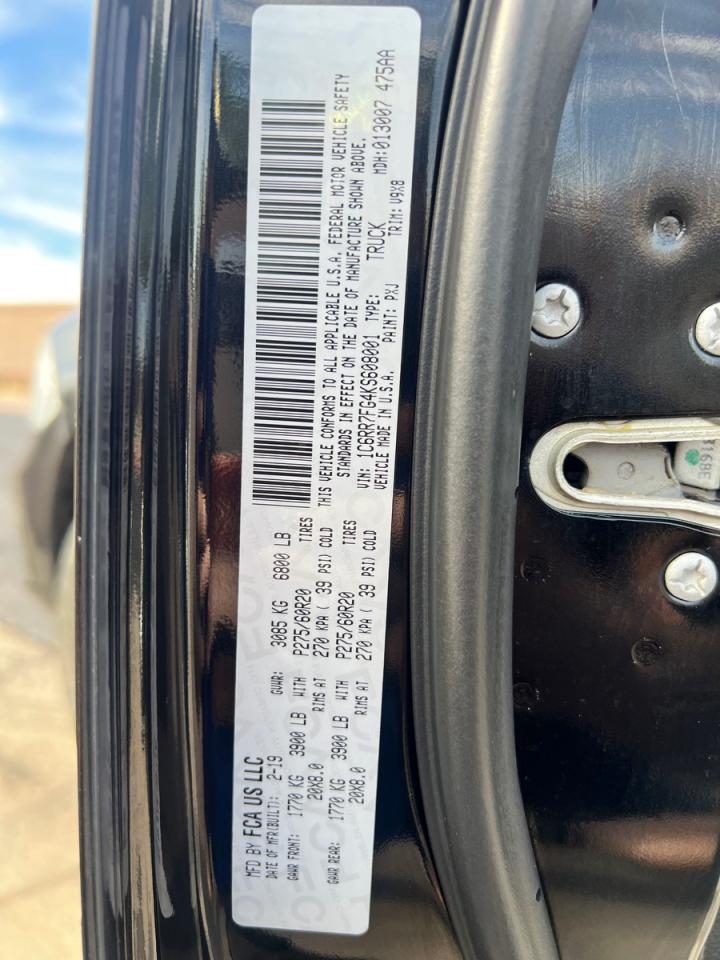 MFD BY FCA US LLC
DATE OF MFR(BUILT): 2-19 GVWR: 3085 KG 6800 LB
GAWR FRONT: 1770 KG 3900 LB WITH P275/60R20 TIRES
20X8.0 RIMS AT 270 KPA ( 39 PSI) COLD
GAWR REAR: 1770 KG 3900 LB WITH P275/60R20 TIRES
20X8.0 RIMS AT 270 KPA ( 39 PSI) COLD
THIS VEHICLE CONFORMS TO ALL APPLICABLE U.S.A. FEDERAL MOTOR VEHICLE SAFETY
STANDARDS IN EFFECT ON THE DATE OF MANUFACTURE SHOWN ABOVE.
VIN: 1C6RR7FG4KS608001 TYPE: TRUCK MDH:013007 475AA
VEHICLE MADE IN U.S.A. PAINT: PXJ TRIM: V9X8